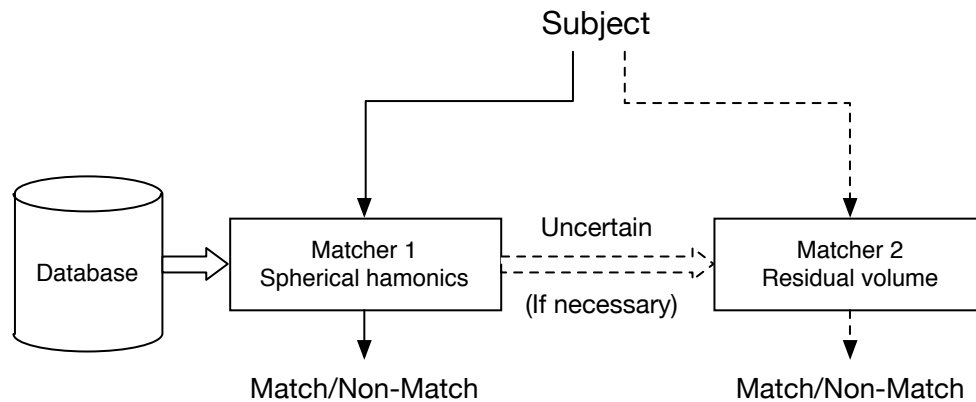 Subject
Database
Matcher 1
Spherical hamonics
Uncertain
(If necessary)
Matcher 2
Residual volume
Match/Non-Match
Match/Non-Match